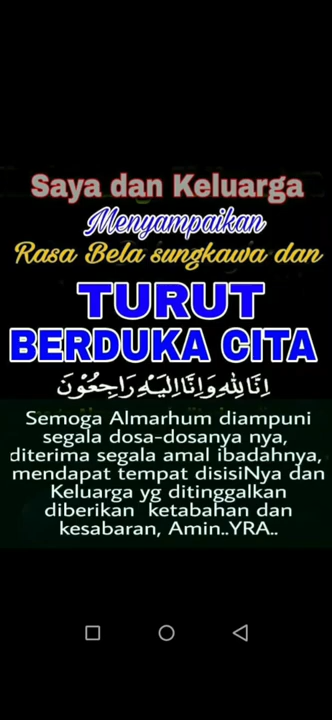 Saya dan Keluarga
Menyampaikan
Rasa Bela sungkawa dan
TURUT
BERDUKA CITA
اِنَّا لِلّٰهِ وَاِنَّا اِلَيْهِ رَاجِعُوْنَ
Semoga Almarhum diampuni
segala dosa-dosanya nya,
diterima segala amal ibadahnya,
mendapat tempat disisiNya dan
Keluarga yg ditinggalkan
diberikan ketabahan dan
kesabaran, Amin..YRA..